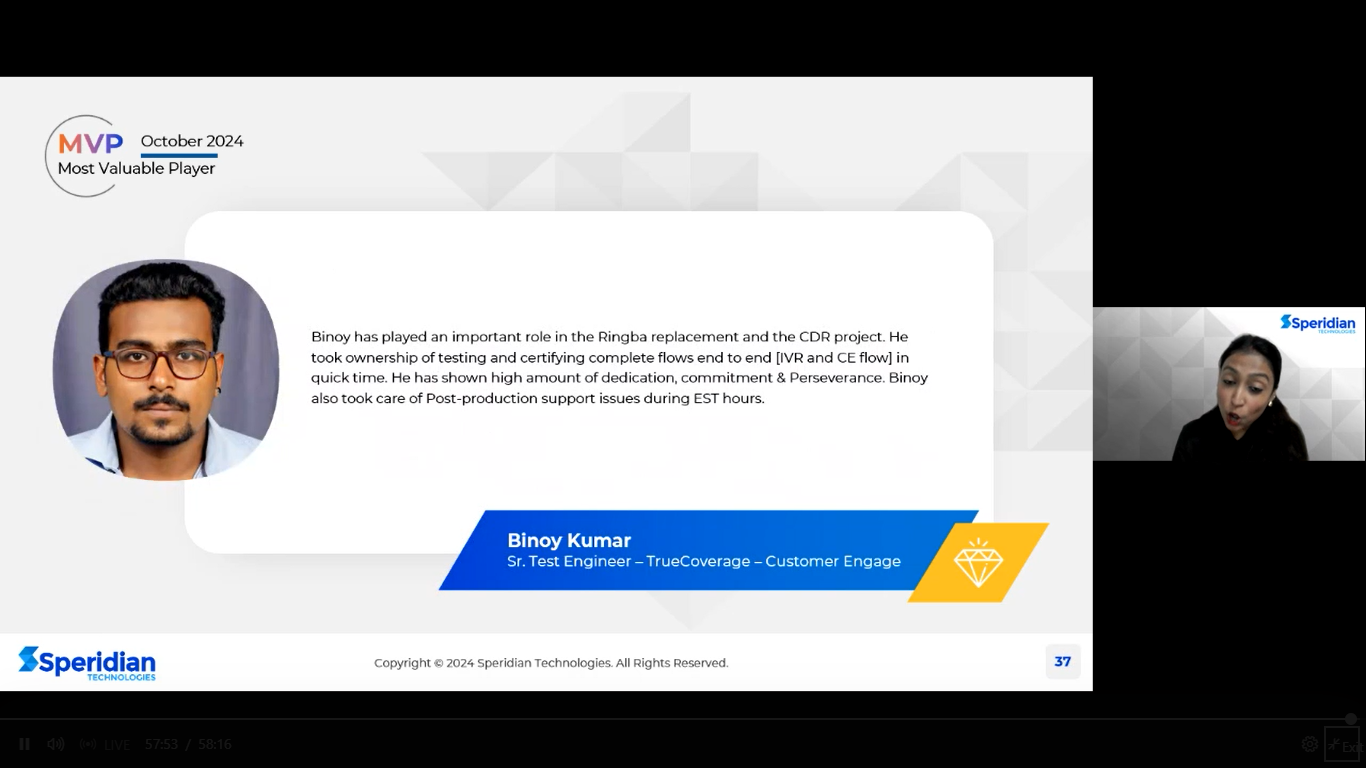 MVP October 2024
Most Valuable Player
Binoy has played an important role in the Ringba replacement and the CDR project. He
took ownership of testing and certifying complete flows end to end [IVR and CE flow] in
quick time. He has shown high amount of dedication, commitment & Perseverance. Binoy
also took care of Post-production support issues during EST hours.
Binoy Kumar
Sr. Test Engineer – TrueCoverage – Customer Engage
Speridian
TECHNOLOGIES
Copyright © 2024 Speridian Technologies. All Rights Reserved.
37
Speridian
TECHNOLOGIES
LIVE 57:53 / 58:16
Exit